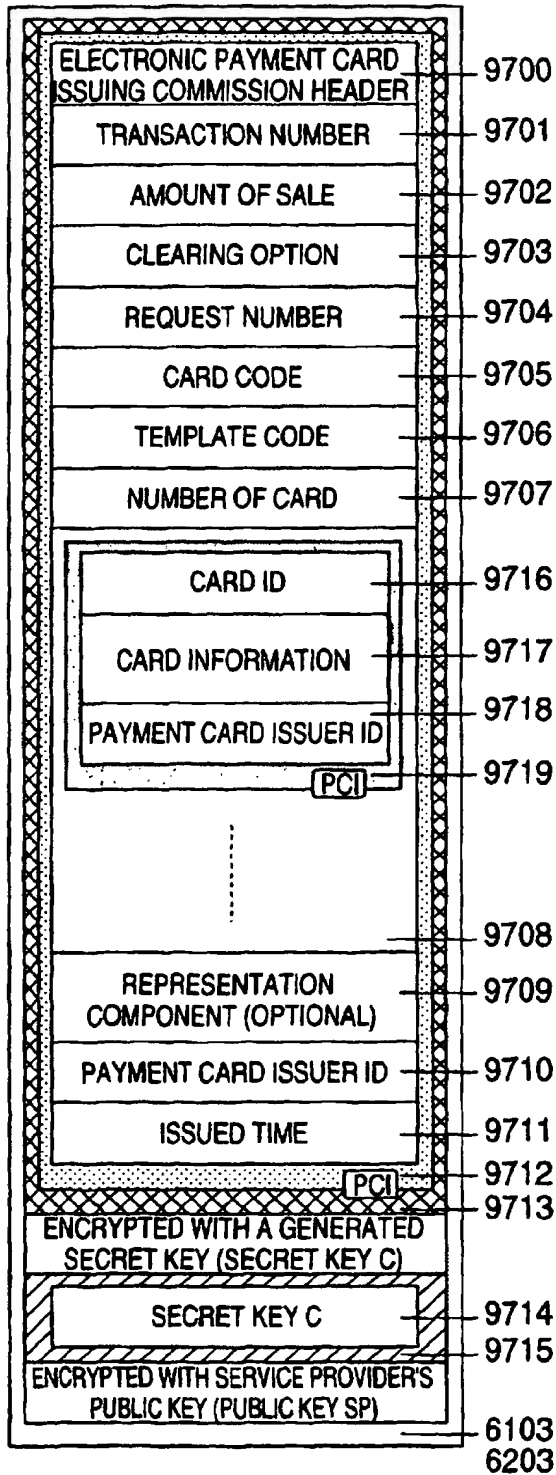 ELECTRONIC PAYMENT CARD 9700
ISSUING COMMISSION HEADER
TRANSACTION NUMBER 9701
AMOUNT OF SALE 9702
CLEARING OPTION 9703
REQUEST NUMBER 9704
CARD CODE 9705
TEMPLATE CODE 9706
NUMBER OF CARD 9707
CARD ID 9716
CARD INFORMATION 9717
PAYMENT CARD ISSUER ID 9718
PCI 9719
9708
REPRESENTATION 9709
COMPONENT (OPTIONAL)
PAYMENT CARD ISSUER ID 9710
ISSUED TIME 9711
PCI 9712
9713
ENCRYPTED WITH A GENERATED
SECRET KEY (SECRET KEY C)
SECRET KEY C 9714
9715
ENCRYPTED WITH SERVICE PROVIDER'S
PUBLIC KEY (PUBLIC KEY SP)
6103
6203